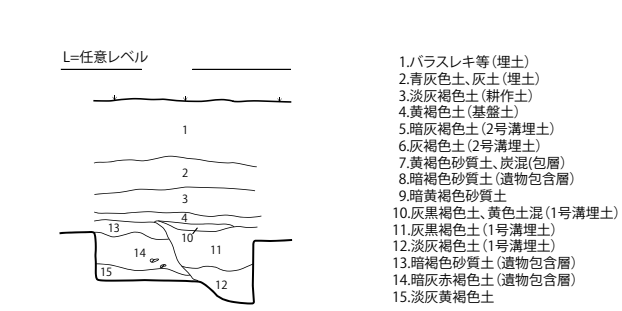 L=任意レベル
1
2
3
4
13
10
14
11
15
12
1.バラスレキ等(埋土)
2.青灰色土、灰土(埋土)
3.淡灰褐色土(耕作土)
4.黄褐色土(基盤土)
5.暗灰褐色土(2号溝埋土)
6.灰褐色土(2号溝埋土)
7.黄褐色砂質土、炭混(包層)
8.暗褐色砂質土(遺物包含層)
9.暗黄褐色砂質土
10.灰黒褐色土、黄色土混(1号溝埋土)
11.灰黒褐色土(1号溝埋土)
12.淡灰褐色土(1号溝埋土)
13.暗褐色砂質土(遺物包含層)
14.暗灰赤褐色土(遺物包含層)
15.淡灰黄褐色土